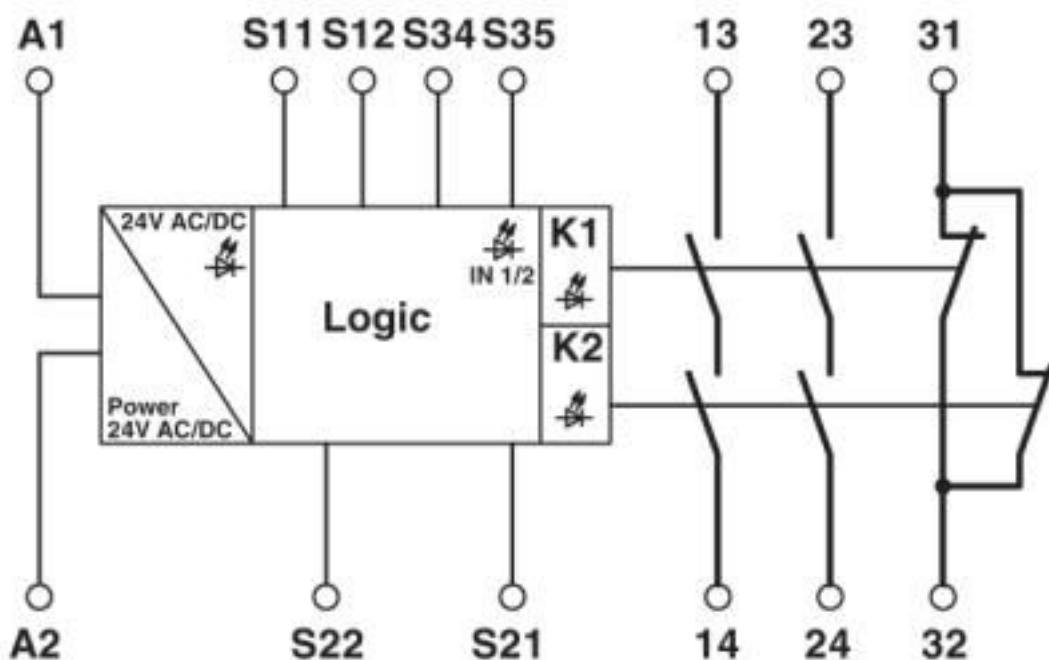 A1 S11 S12 S34 S35 13 23 31
24V AC/DC
K1
IN 1/2
Logic
K2
Power
24V AC/DC
A2 S22 S21 14 24 32